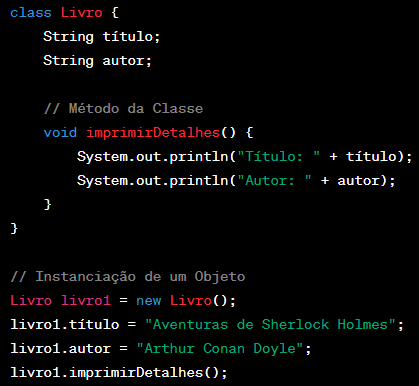 class Livro {
    String título;
    String autor;

    // Método da Classe
    void imprimirDetalhes() {
        System.out.println("Título: " + título);
        System.out.println("Autor: " + autor);
    }
}

// Instanciação de um Objeto
Livro livro1 = new Livro();
livro1.título = "Aventuras de Sherlock Holmes";
livro1.autor = "Arthur Conan Doyle";
livro1.imprimirDetalhes();